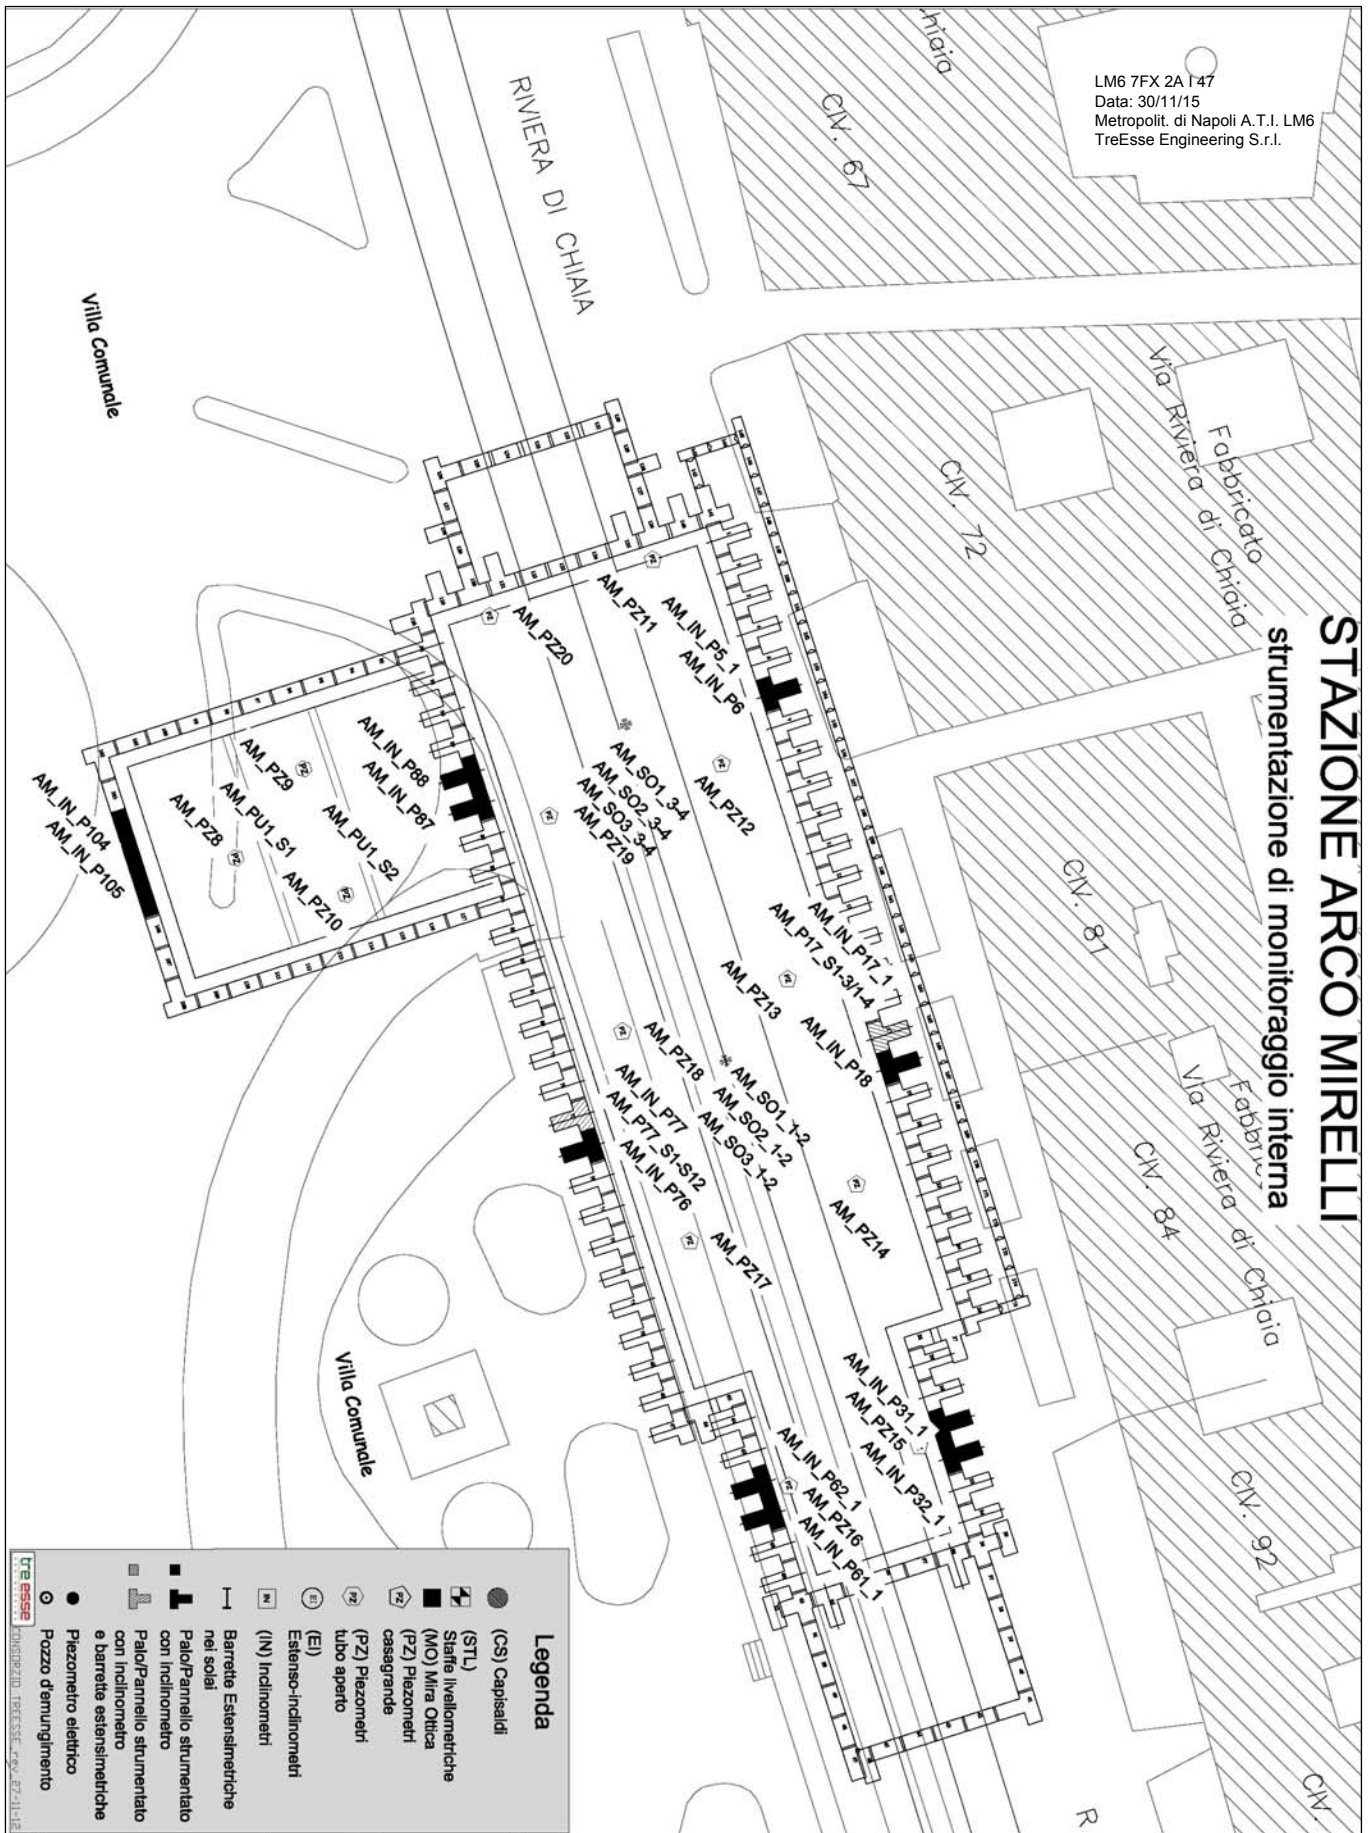 LM6 7FX 2A I 47
Data: 30/11/15
Metropolit. di Napoli A.T.I. LM6
TreEsse Engineering S.r.l.
STAZIONE ARCO MIRELLI
strumentazione di monitoraggio interna
hiaia
CIV. 67
RIVIERA DI CHIAIA
Villa Comunale
Fabbricato
Via Riviera di Chiaia
CIV. 72
CIV. 81
Fabbric
Via Riviera di Chiaia
CIV. 84
CIV. 92
CIV.
R
AM_IN_P5_1
AM_IN_P6
AM_PZ11
AM_PZ20
AM_PZ12
AM_SO1_3-4
AM_SO2_3-4
AM_SO3_3-4
AM_PZ19
AM_IN_P88
AM_IN_P87
AM_PU1_S2
AM_PZ9
AM_PU1_S1
AM_PZ10
AM_PZ8
AM_IN_P104
AM_IN_P105
AM_IN_P17_1
AM_P17_S1-3/1-4
AM_PZ13
AM_IN_P18
AM_PZ18
AM_SO1_1-2
AM_SO2_1-2
AM_SO3_1-2
AM_IN_P77
AM_P77_S1-S12
AM_IN_P76
AM_PZ14
AM_PZ17
AM_IN_P31_1
AM_PZ15
AM_IN_P32_1
AM_IN_P62_1
AM_PZ16
AM_IN_P61_1
Villa Comunale
Legenda
(CS) Capisaldi
(STL)
Staffe livellometriche
(MO) Mira Ottica
(PZ) Piezometri
casagrande
(PZ) Piezometri
tubo aperto
(EI)
Estenso-inclinometri
(IN) Inclinometri
Barrette Estensimetriche
nei solai
Palo/Pannello strumentato
con inclinometro
Palo/Pannello strumentato
con inclinometro
e barrette estensimetriche
Piezometro elettrico
Pozzo d'emungimento
tre esse
CONSORZIO TREESSE_rev_27-11-12